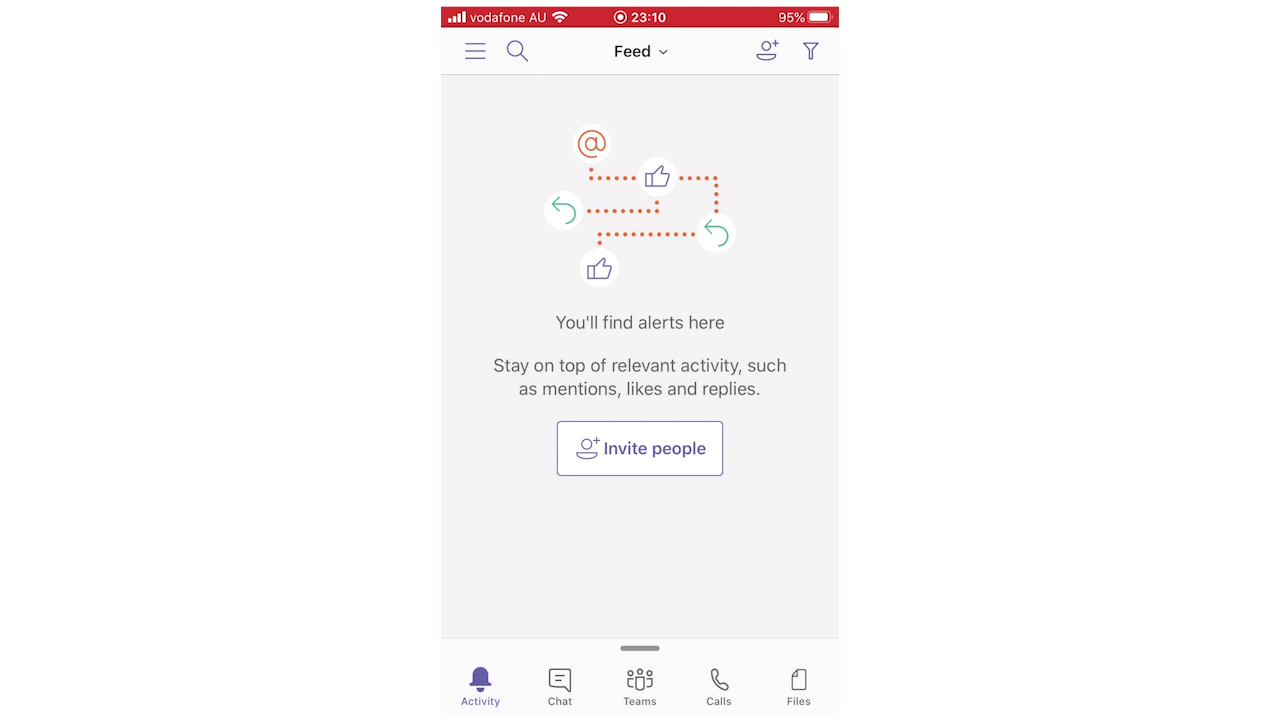 vodafone AU 23:10 95%
Feed
@
You'll find alerts here
Stay on top of relevant activity, such
as mentions, likes and replies.
Invite people
Activity Chat Teams Calls Files